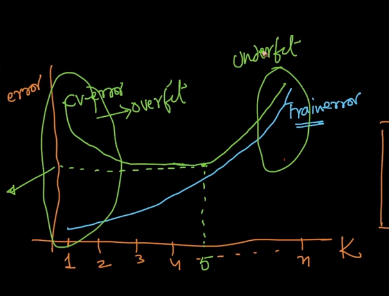 underfit
error
cv-error
→ overfit
train error
1 2 3 4 5 ..... n K